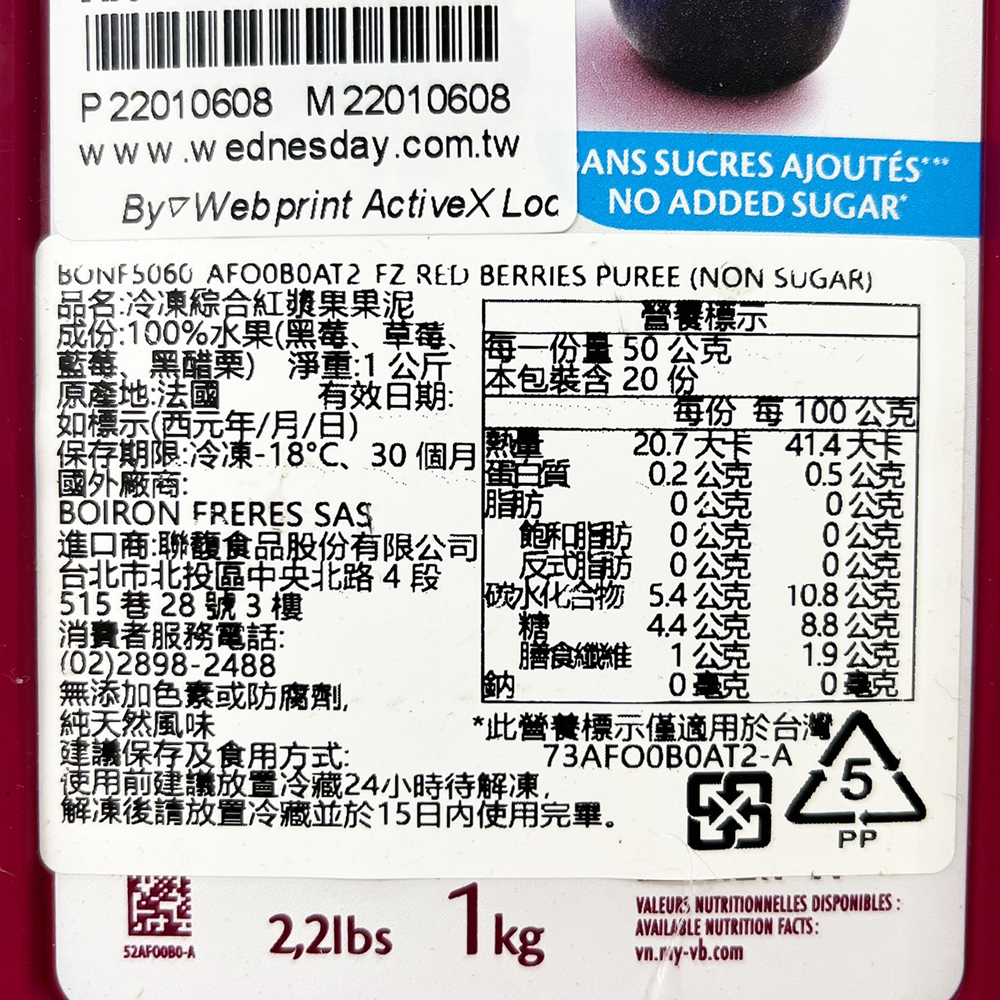 P 22010608 M 22010608
www.wednesday.com.tw
By Webprint ActiveX Loc
SANS SUCRES AJOUTÉS***
NO ADDED SUGAR*
BONF5060 AFO0B0AT2 FZ RED BERRIES PUREE (NON SUGAR)
品名:冷凍綜合紅漿果果泥
成份:100%水果(黑莓、草莓、
藍莓、黑醋栗) 淨重:1 公斤
原產地:法國 有效日期:
如標示(西元年/月/日)
保存期限:冷凍-18°C、30 個月
國外廠商:
BOIRON FRERES SAS
進口商:聯馥食品股份有限公司
台北市北投區中央北路 4 段
515 巷 28 號 3 樓
消費者服務電話:
(02)2898-2488
無添加色素或防腐劑,
純天然風味
建議保存及食用方式:
使用前建議放置冷藏24小時待解凍,
解凍後請放置冷藏並於15日內使用完畢。
營養標示
每一份量 50 公克
本包裝含 20 份
每份 每 100 公克
熱量 20.7 大卡 41.4 大卡
蛋白質 0.2 公克 0.5 公克
脂肪 0 公克 0 公克
飽和脂肪 0 公克 0 公克
反式脂肪 0 公克 0 公克
碳水化合物 5.4 公克 10.8 公克
糖 4.4 公克 8.8 公克
膳食纖維 1 公克 1.9 公克
鈉 0 毫克 0 毫克
*此營養標示僅適用於台灣
73AFO0B0AT2-A
5
PP
52AFO0B0-A
2,2lbs 1kg
VALEURS NUTRITIONNELLES DISPONIBLES :
AVAILABLE NUTRITION FACTS:
vn.my-vb.com